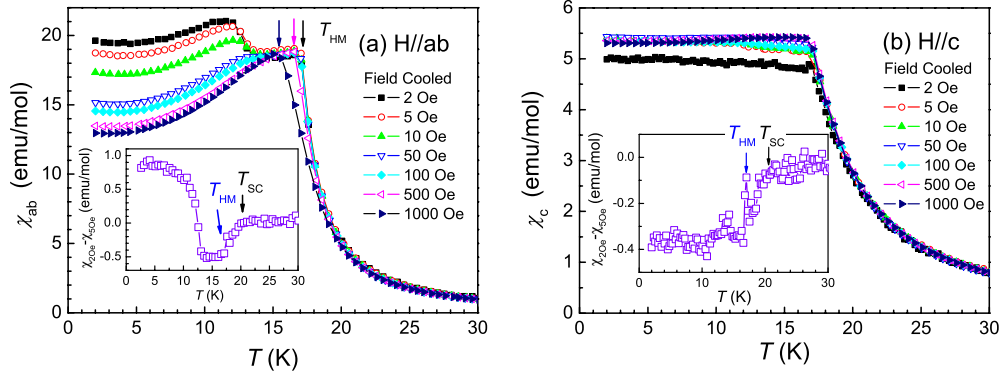 25
20
15
10
5
0
χab (emu/mol)
0 5 10 15 20 25 30
T (K)
(a) H//ab
THM
Field Cooled
2 Oe
5 Oe
10 Oe
50 Oe
100 Oe
500 Oe
1000 Oe
1.0
0.5
0.0
-0.5
χ2Oe-χ5Oe (emu/mol)
THM
TSC
0 5 10 15 20 25 30
T (K)
6
5
4
3
2
1
0
χc (emu/mol)
0 5 10 15 20 25 30
T (K)
(b) H//c
Field Cooled
2 Oe
5 Oe
10 Oe
50 Oe
100 Oe
500 Oe
1000 Oe
0.0
-0.2
-0.4
-0.6
χ2Oe-χ5Oe (emu/mol)
THM TSC
0 5 10 15 20 25 30
T (K)